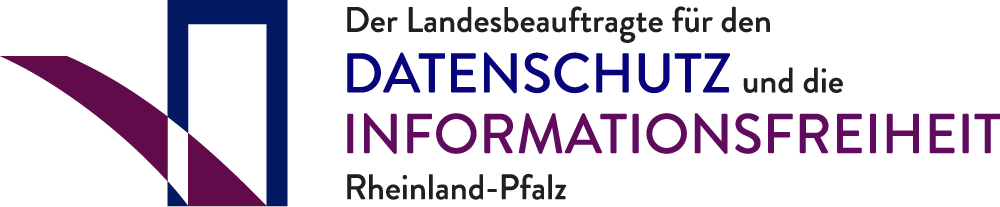 Der Landesbeauftragte für den
DATENSCHUTZ und die
INFORMATIONSFREIHEIT
Rheinland-Pfalz